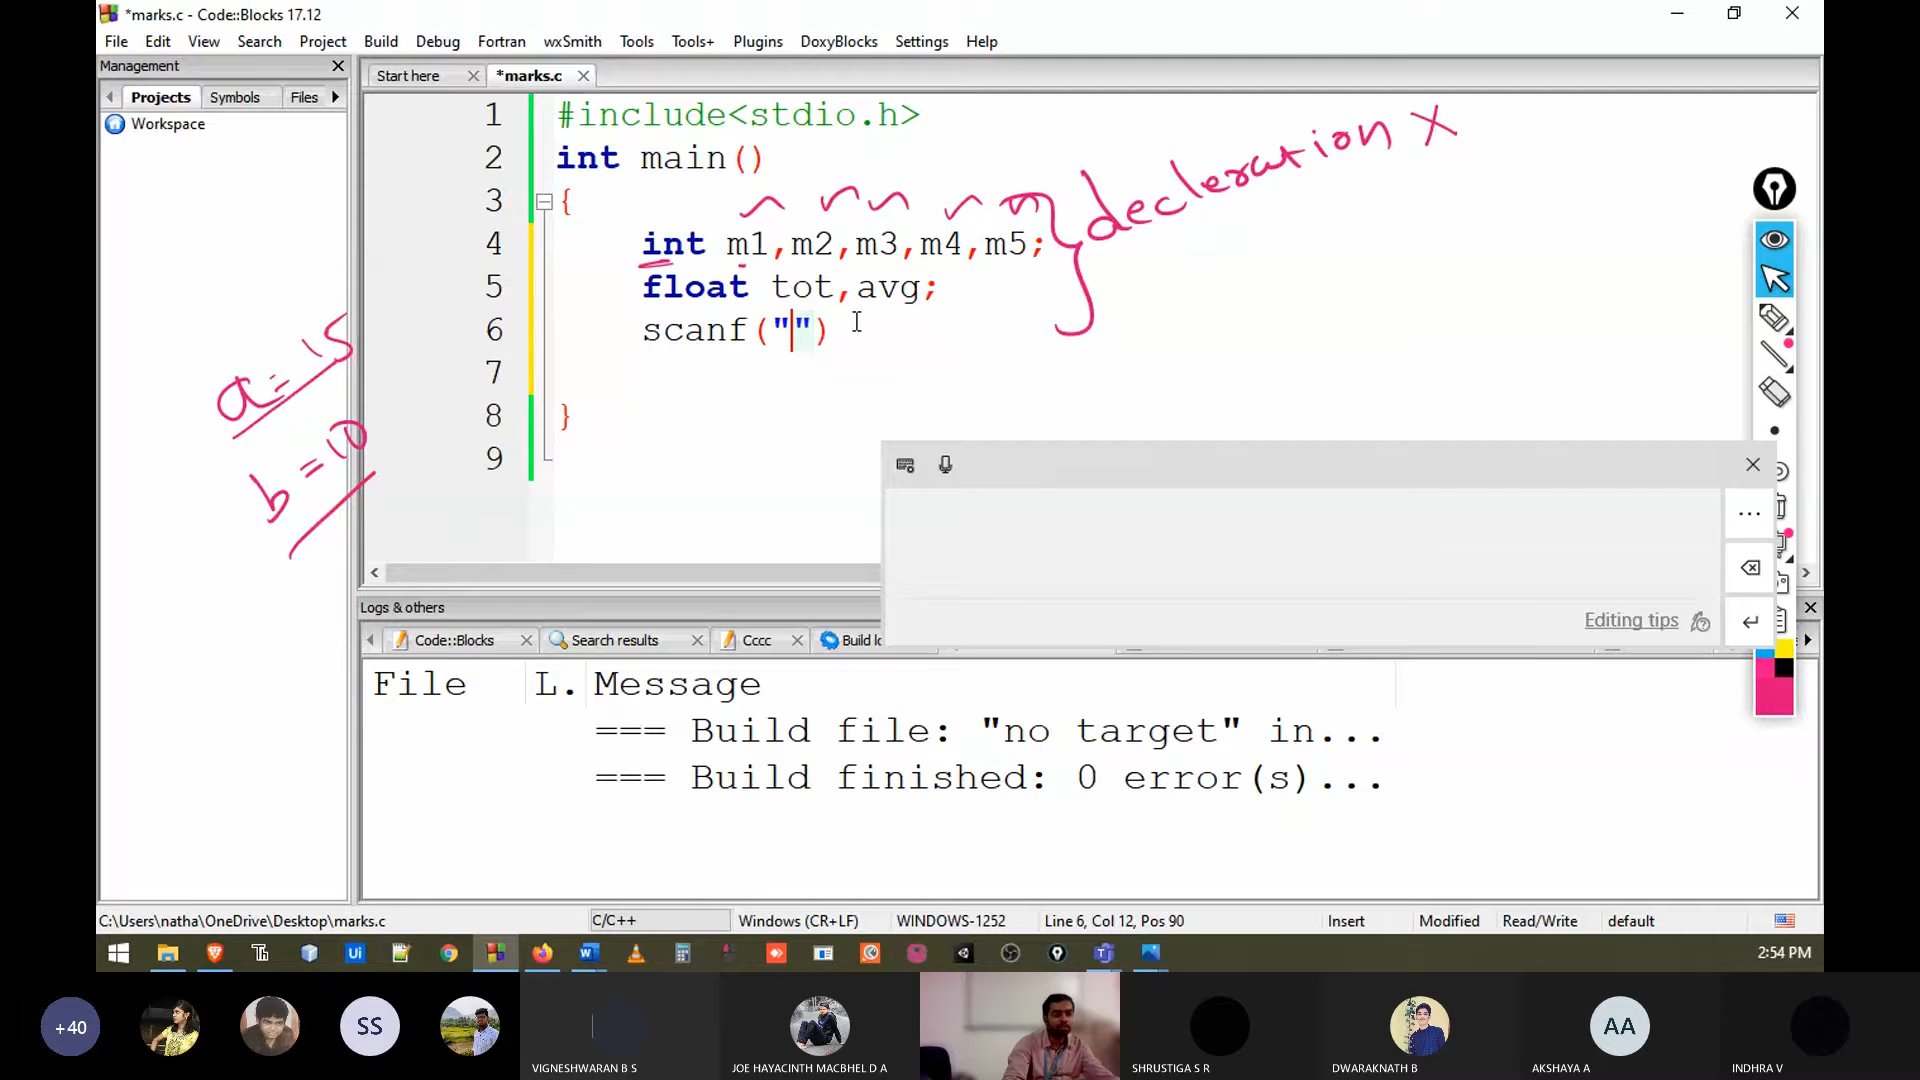 *marks.c - Code::Blocks 17.12
File Edit View Search Project Build Debug Fortran wxSmith Tools Tools+ Plugins DoxyBlocks Settings Help
Management
Projects Symbols Files
Workspace
Start here *marks.c
1 #include<stdio.h>
2 int main()
3 {
4 int m1,m2,m3,m4,m5;
5 float tot,avg;
6 scanf("")
7
8 }
9
decleration X
a=15
b=10
Editing tips
Logs & others
Code::Blocks Search results Cccc Build lo
File L. Message
=== Build file: "no target" in...
=== Build finished: 0 error(s)...
C:\Users\natha\OneDrive\Desktop\marks.c C/C++ Windows (CR+LF) WINDOWS-1252 Line 6, Col 12, Pos 90 Insert Modified Read/Write default
2:54 PM
+40 SS AA
VIGNESHWARAN B S JOE HAYACINTH MACBHEL D A SHRUSTIGA S R DWARAKNATH B AKSHAYA A INDHRA V